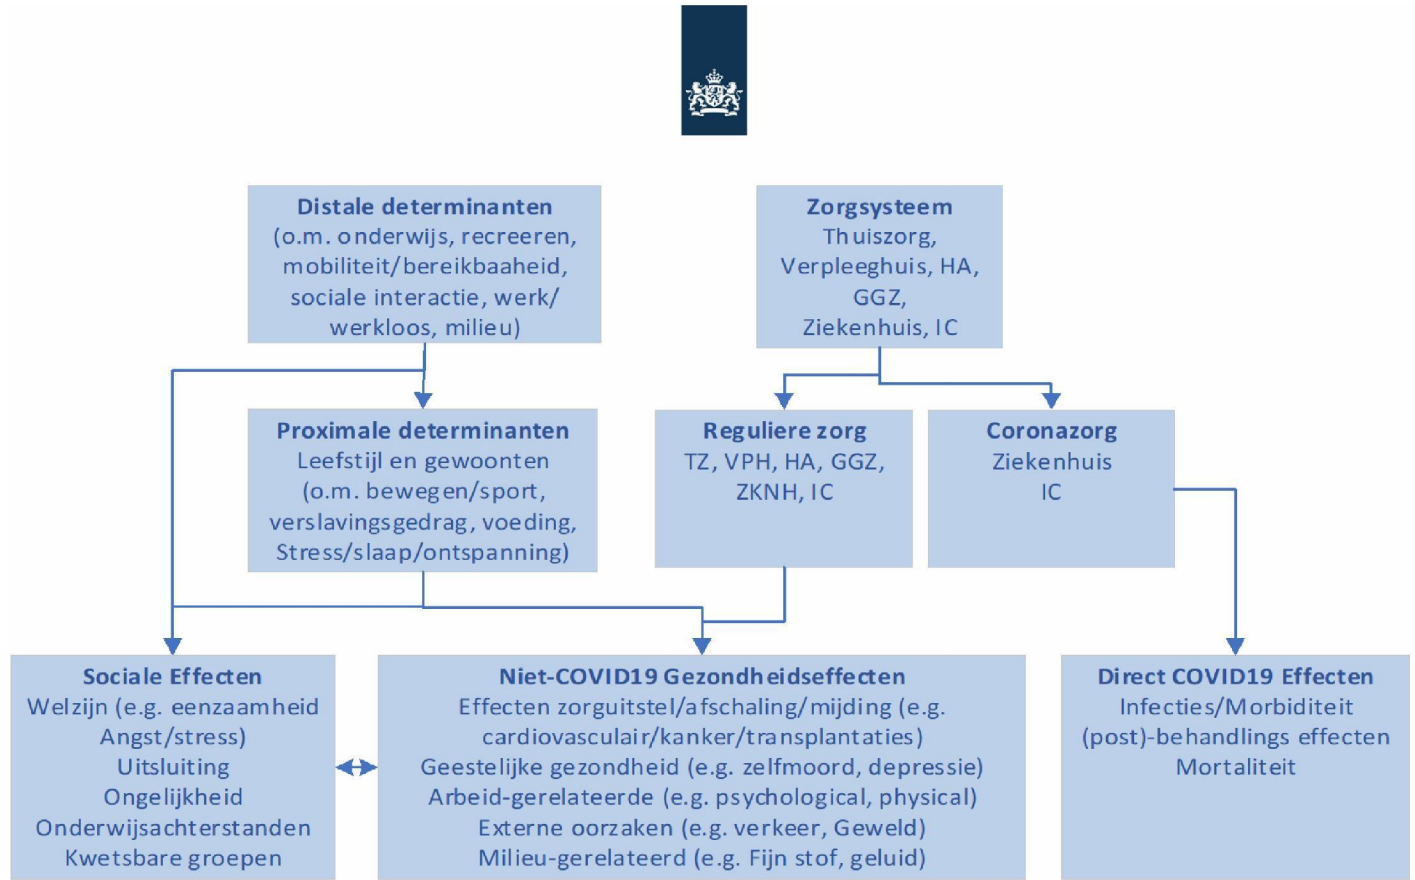 Distale determinanten
(o.m. onderwijs, recreëren,
mobiliteit/bereikbaaheid,
sociale interactie, werk/
werkloos, milieu)
Zorgsysteem
Thuiszorg,
Verpleeghuis, HA,
GGZ,
Ziekenhuis, IC
Proximale determinanten
Leefstijl en gewoonten
(o.m. bewegen/sport,
verslavingsgedrag, voeding,
Stress/slaap/ontspanning)
Reguliere zorg
TZ, VPH, HA, GGZ,
ZKNH, IC
Coronazorg
Ziekenhuis
IC
Sociale Effecten
Welzijn (e.g. eenzaamheid
Angst/stress)
Uitsluiting
Ongelijkheid
Onderwijsachterstanden
Kwetsbare groepen
Niet-COVID19 Gezondheidseffecten
Effecten zorguitstel/afschaling/mijding (e.g.
cardiovasculair/kanker/transplantaties)
Geestelijke gezondheid (e.g. zelfmoord, depressie)
Arbeid-gerelateerde (e.g. psychological, physical)
Externe oorzaken (e.g. verkeer, Geweld)
Milieu-gerelateerd (e.g. Fijn stof, geluid)
Direct COVID19 Effecten
Infecties/Morbiditeit
(post)-behandlings effecten
Mortaliteit